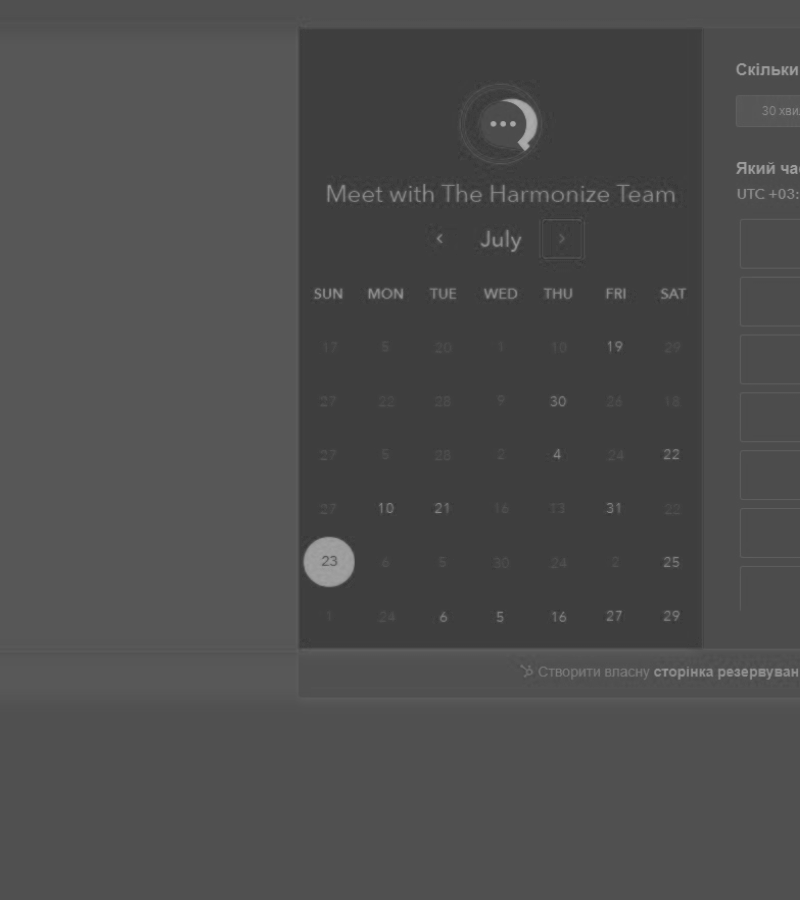 Meet with The Harmonize Team
July
SUN MON TUE WED THU FRI SAT
17 5 20 1 10 19 29
27 22 28 9 30 26 18
27 5 28 2 4 24 22
27 10 21 16 13 31 22
23 6 5 30 24 2 25
1 24 6 5 16 27 29
Скільки
30 хви
Який ча
UTC +03:
Створити власну сторінка резервуван